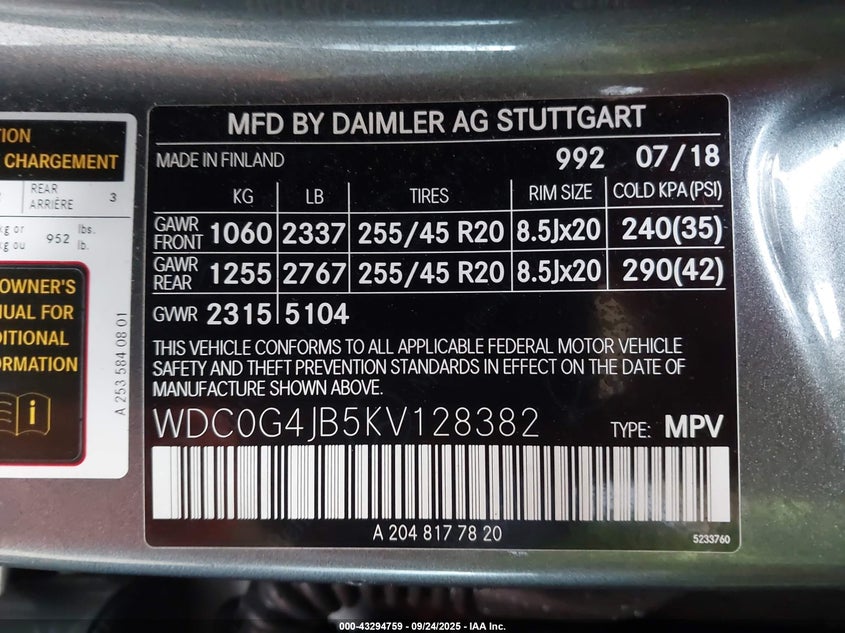 TION
CHARGEMENT
REAR
ARRIÈRE 3
kg or
kg ou 952 lbs.
lb.
OWNER'S
FOR
INFORMATION
i
A 253 584 08 01
MFD BY DAIMLER AG STUTTGART
MADE IN FINLAND 992 07/18
KG LB TIRES RIM SIZE COLD KPA (PSI)
GAWR FRONT 1060 2337 255/45 R20 8.5Jx20 240(35)
GAWR REAR 1255 2767 255/45 R20 8.5Jx20 290(42)
GVWR 2315 5104
THIS VEHICLE CONFORMS TO ALL APPLICABLE FEDERAL MOTOR VEHICLE
SAFETY AND THEFT PREVENTION STANDARDS IN EFFECT ON THE DATE OF
MANUFACTURE SHOWN ABOVE.
WDC0G4JB5KV128382 TYPE: MPV
A 204 817 78 20
5233760
000-43294759 - 09/24/2025 - IAA Inc.